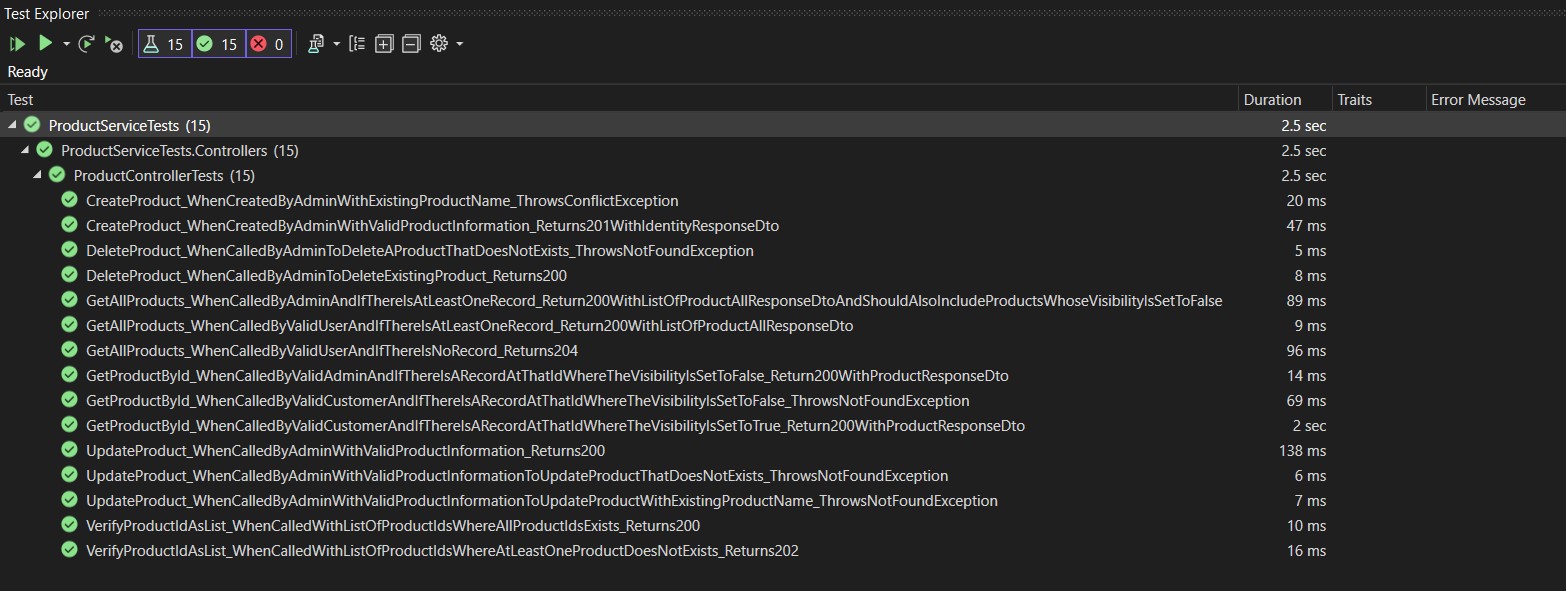 Test Explorer
15 15 0
Ready
Test Duration Traits Error Message
ProductServiceTests (15) 2.5 sec
ProductServiceTests.Controllers (15) 2.5 sec
ProductControllerTests (15) 2.5 sec
CreateProduct_WhenCreatedByAdminWithExistingProductName_ThrowsConflictException 20 ms
CreateProduct_WhenCreatedByAdminWithValidProductInformation_Returns201WithIdentityResponseDto 47 ms
DeleteProduct_WhenCalledByAdminToDeleteAProductThatDoesNotExists_ThrowsNotFoundException 5 ms
DeleteProduct_WhenCalledByAdminToDeleteExistingProduct_Returns200 8 ms
GetAllProducts_WhenCalledByAdminAndIfThereIsAtLeastOneRecord_Return200WithListOfProductAllResponseDtoAndShouldAlsoIncludeProductsWhoseVisibilityIsSetToFalse 89 ms
GetAllProducts_WhenCalledByValidUserAndIfThereIsAtLeastOneRecord_Return200WithListOfProductAllResponseDto 9 ms
GetAllProducts_WhenCalledByValidUserAndIfThereIsNoRecord_Returns204 96 ms
GetProductById_WhenCalledByValidAdminAndIfThereIsARecordAtThatIdWhereTheVisibilityIsSetToFalse_Return200WithProductResponseDto 14 ms
GetProductById_WhenCalledByValidCustomerAndIfThereIsARecordAtThatIdWhereTheVisibilityIsSetToFalse_ThrowsNotFoundException 69 ms
GetProductById_WhenCalledByValidCustomerAndIfThereIsARecordAtThatIdWhereTheVisibilityIsSetToTrue_Return200WithProductResponseDto 2 sec
UpdateProduct_WhenCalledByAdminWithValidProductInformation_Returns200 138 ms
UpdateProduct_WhenCalledByAdminWithValidProductInformationToUpdateProductThatDoesNotExists_ThrowsNotFoundException 6 ms
UpdateProduct_WhenCalledByAdminWithValidProductInformationToUpdateProductWithExistingProductName_ThrowsNotFoundException 7 ms
VerifyProductIdAsList_WhenCalledWithListOfProductIdsWhereAllProductIdsExists_Returns200 10 ms
VerifyProductIdAsList_WhenCalledWithListOfProductIdsWhereAtLeastOneProductDoesNotExists_Returns202 16 ms